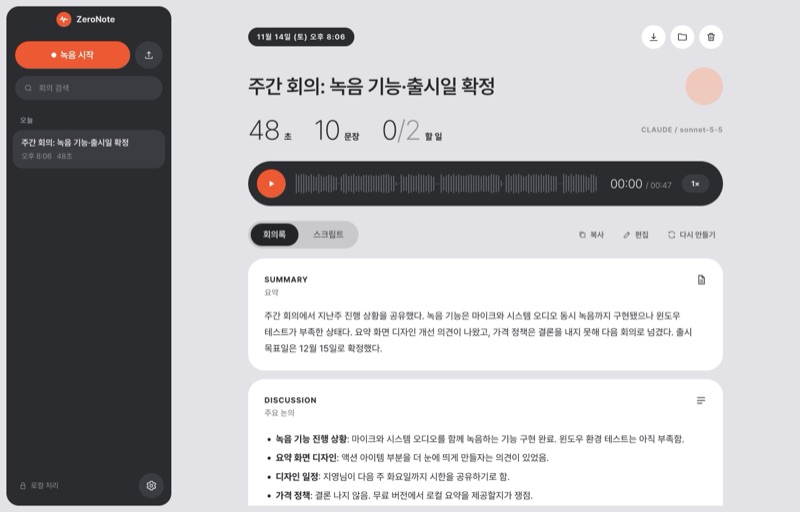 ZeroNote
녹음 시작
회의 검색
오늘
주간 회의: 녹음 기능·출시일 확정
오후 8:06 48초
로컬 처리
11월 14일 (토) 오후 8:06
주간 회의: 녹음 기능·출시일 확정
48 초 10 문장 0/2 할 일
CLAUDE / sonnet-5-5
00:00 / 00:47 1×
회의록 스크립트 복사 편집 다시 만들기
SUMMARY
요약
주간 회의에서 지난주 진행 상황을 공유했다. 녹음 기능은 마이크와 시스템 오디오 동시 녹음까지 구현됐으나 윈도우
테스트가 부족한 상태다. 요약 화면 디자인 개선 의견이 나왔고, 가격 정책은 결론을 내지 못해 다음 회의로 넘겼다. 출시
목표일은 12월 15일로 확정했다.
DISCUSSION
주요 논의
• 녹음 기능 진행 상황: 마이크와 시스템 오디오를 함께 녹음하는 기능 구현 완료. 윈도우 환경 테스트는 아직 부족함.
• 요약 화면 디자인: 액션 아이템 부분을 더 눈에 띄게 만들자는 의견이 있었음.
• 디자인 일정: 지영님이 다음 주 화요일까지 시안을 공유하기로 함.
• 가격 정책: 결론 나지 않음. 무료 버전에서 로컬 요약을 제공할지가 쟁점.